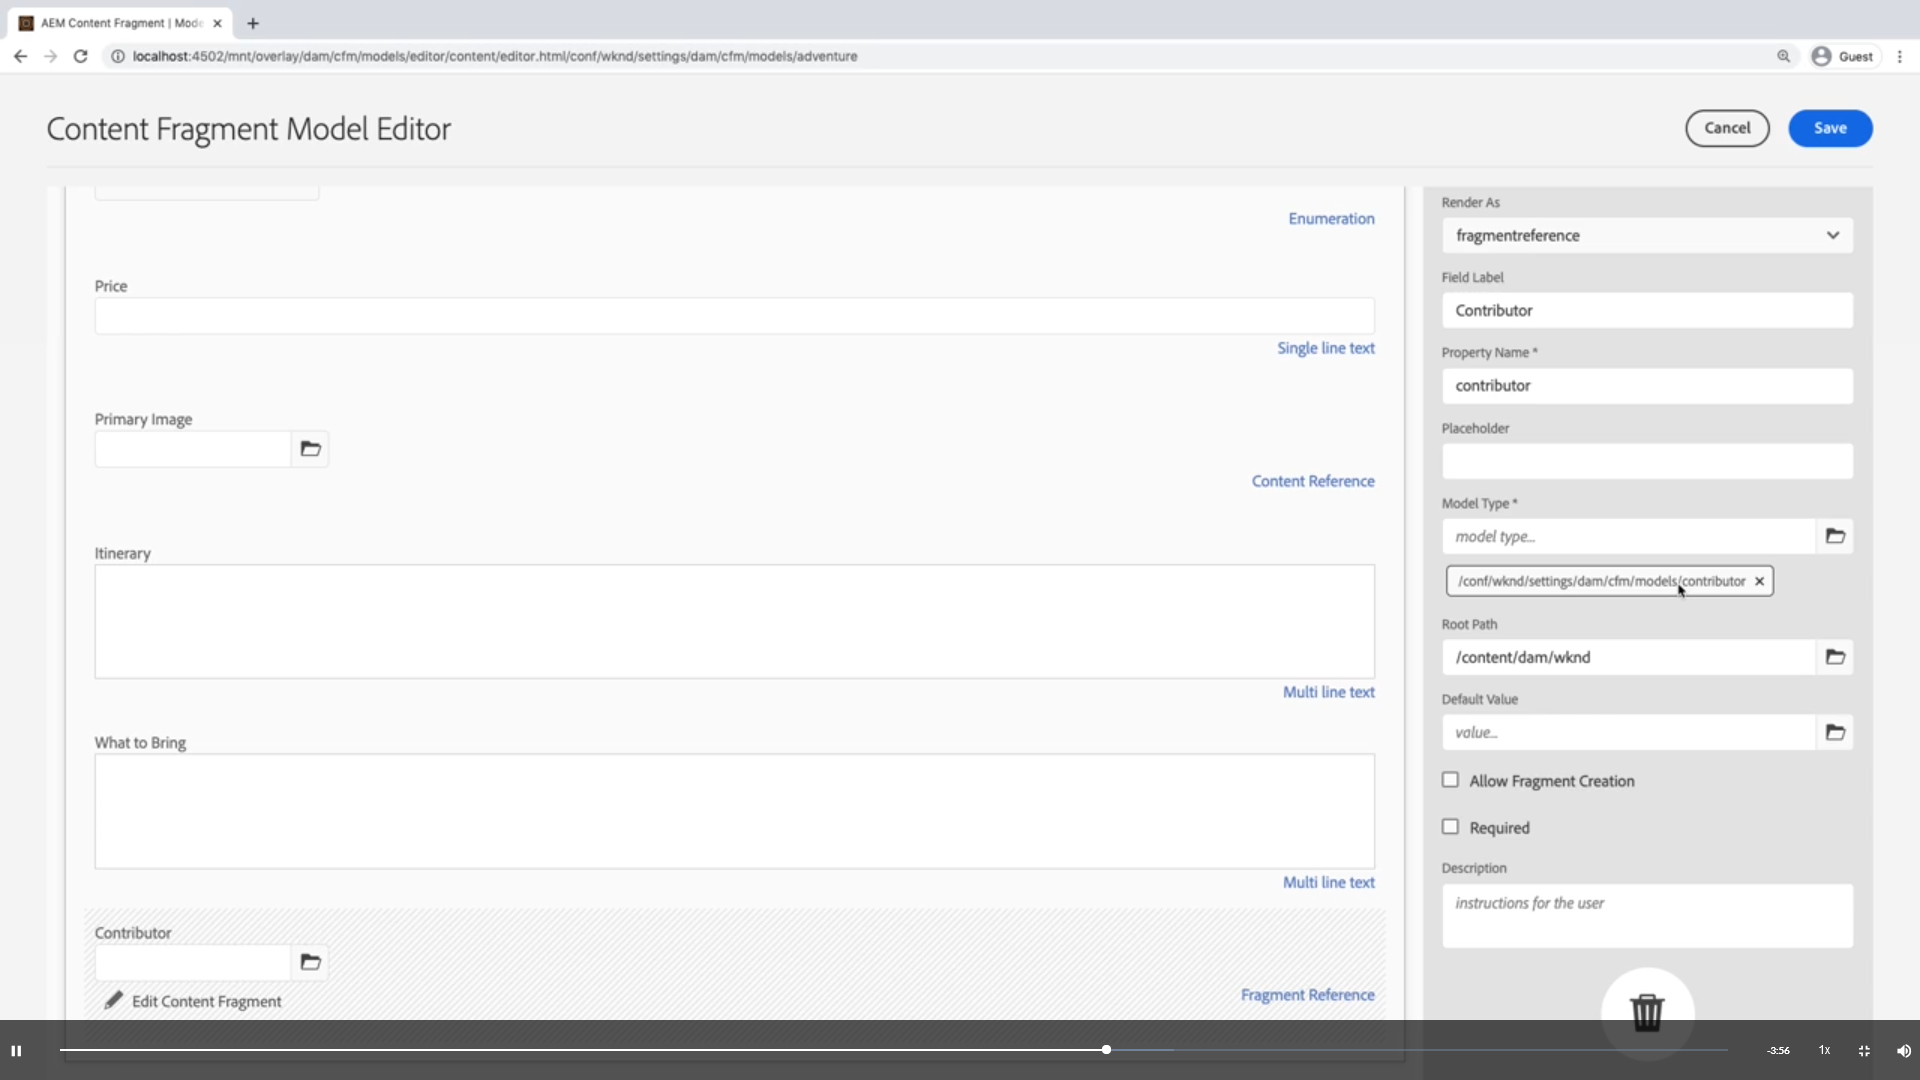 AEM Content Fragment | Mode
localhost:4502/mnt/overlay/dam/cfm/models/editor/content/editor.html/conf/wknd/settings/dam/cfm/models/adventure
Guest
Content Fragment Model Editor
Cancel
Save
Enumeration
Price
Single line text
Primary Image
Content Reference
Itinerary
Multi line text
What to Bring
Multi line text
Contributor
Edit Content Fragment
Fragment Reference
Render As
fragmentreference
Field Label
Contributor
Property Name *
contributor
Placeholder
Model Type *
model type...
/conf/wknd/settings/dam/cfm/models/contributor
Root Path
/content/dam/wknd
Default Value
value...
Allow Fragment Creation
Required
Description
instructions for the user
-3:56
1x